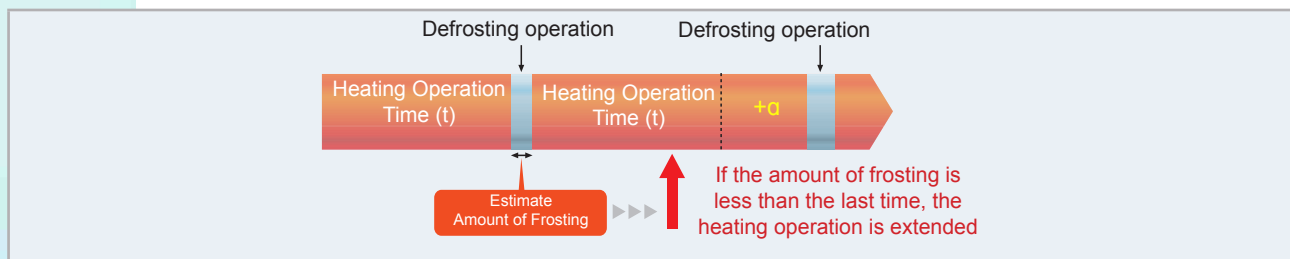 Defrosting operation
Defrosting operation
Heating Operation
Time (t)
Heating Operation
Time (t)
+α
Estimate
Amount of Frosting
If the amount of frosting is
less than the last time, the
heating operation is extended